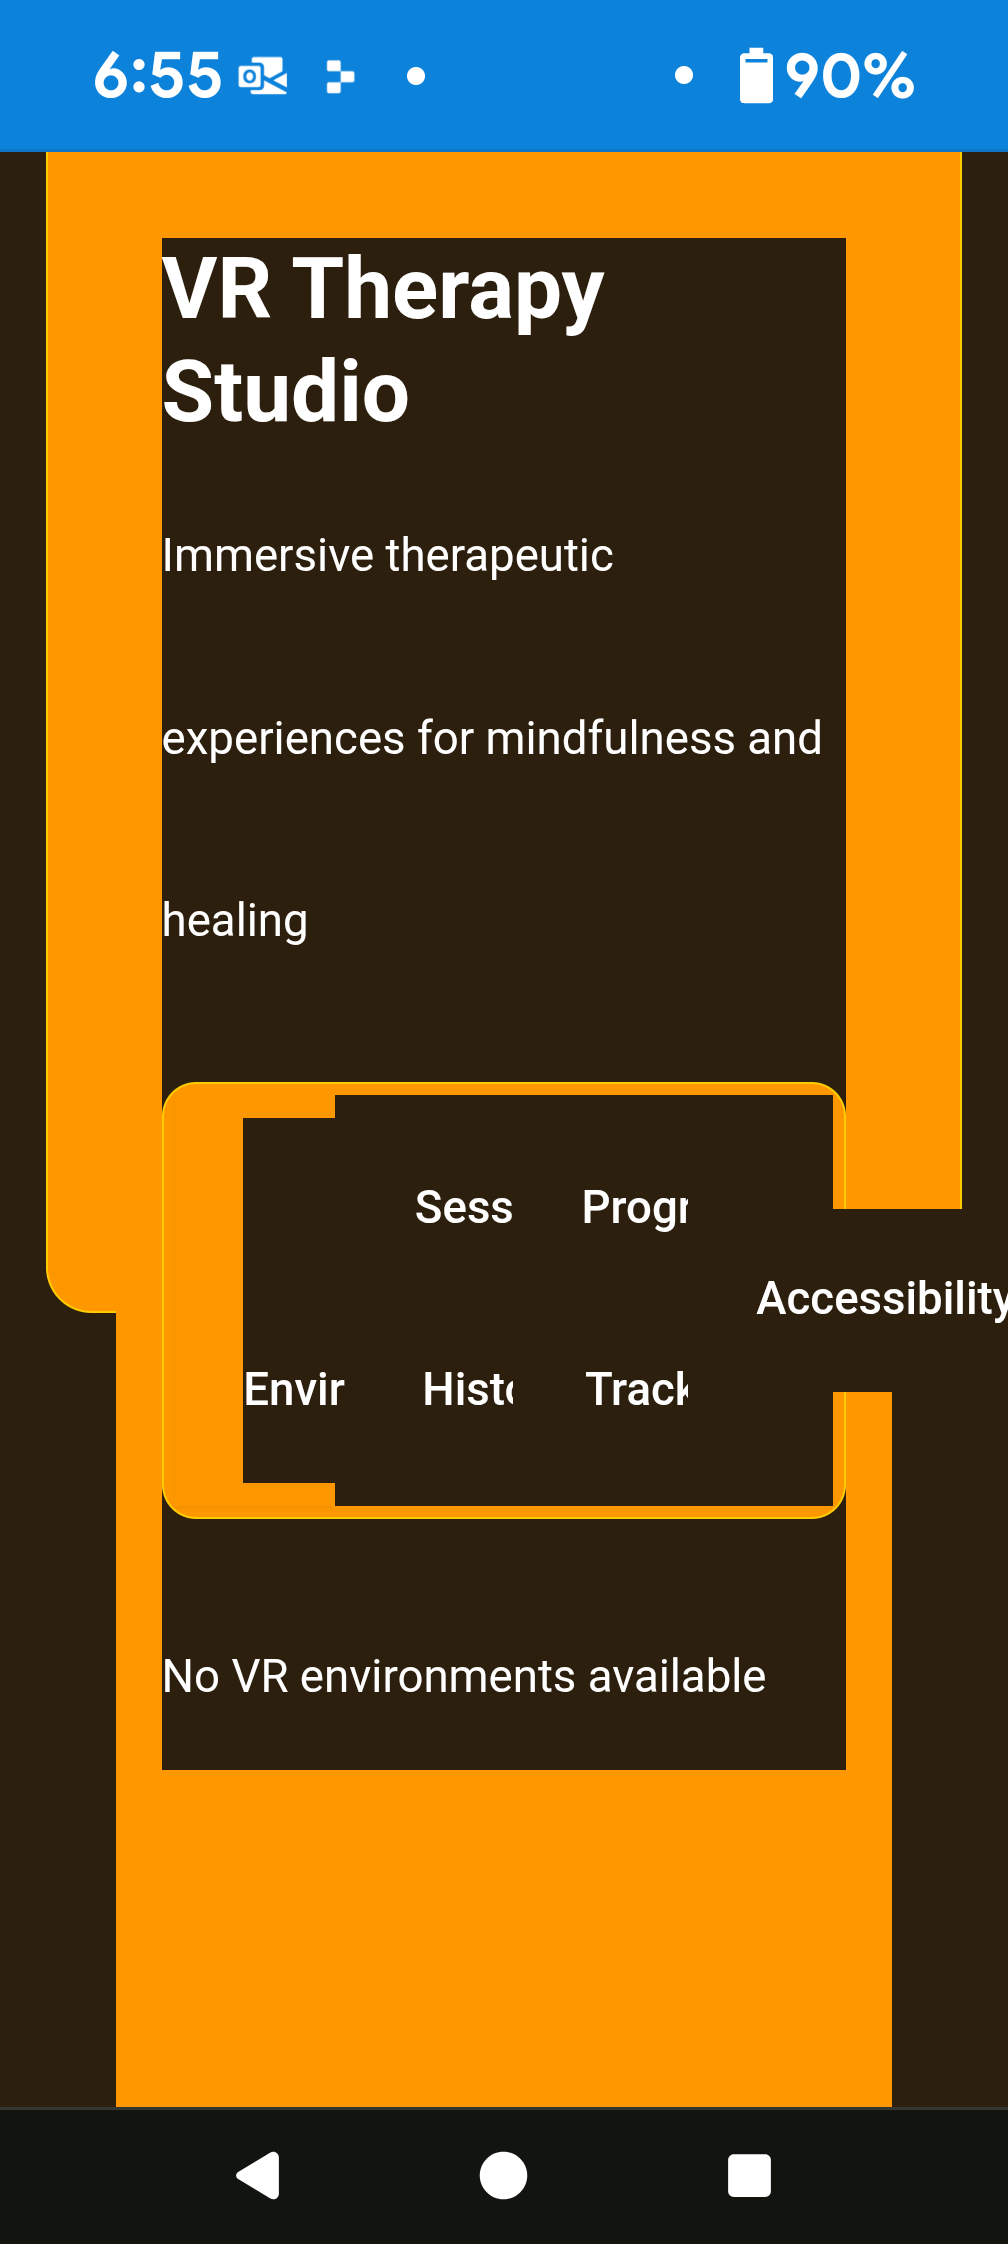 6:55 90%
VR Therapy
Studio
Immersive therapeutic
experiences for mindfulness and
healing
Sess Progr
Accessibility
Envir Histo Track
No VR environments available